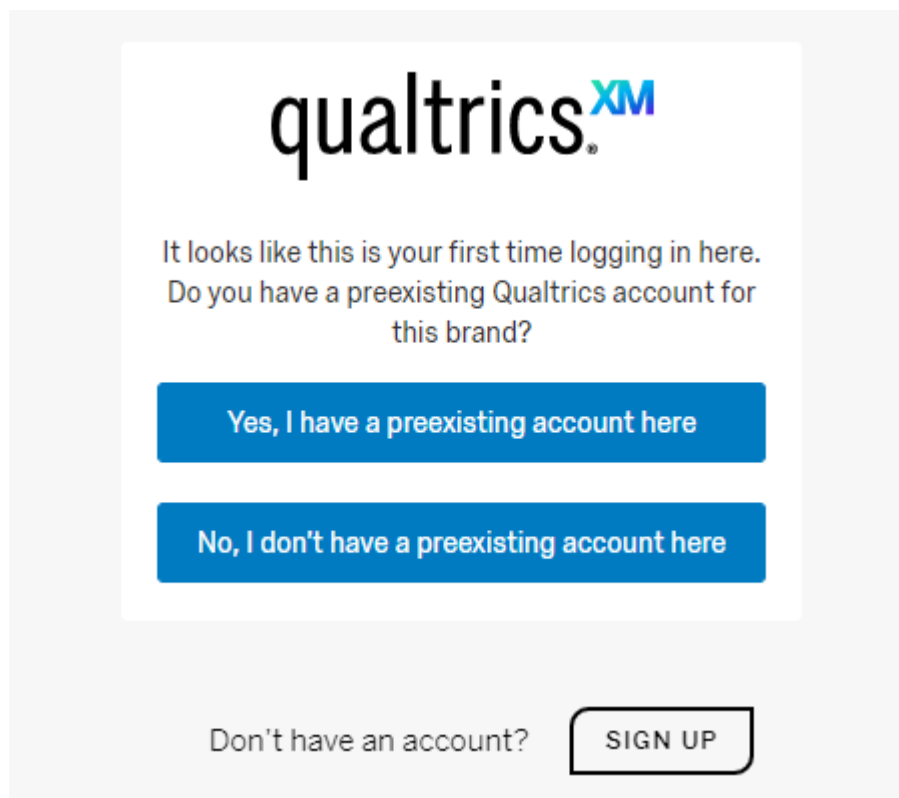 qualtrics.XM
It looks like this is your first time logging in here.
Do you have a preexisting Qualtrics account for
this brand?
Yes, I have a preexisting account here
No, I don't have a preexisting account here
Don't have an account? SIGN UP